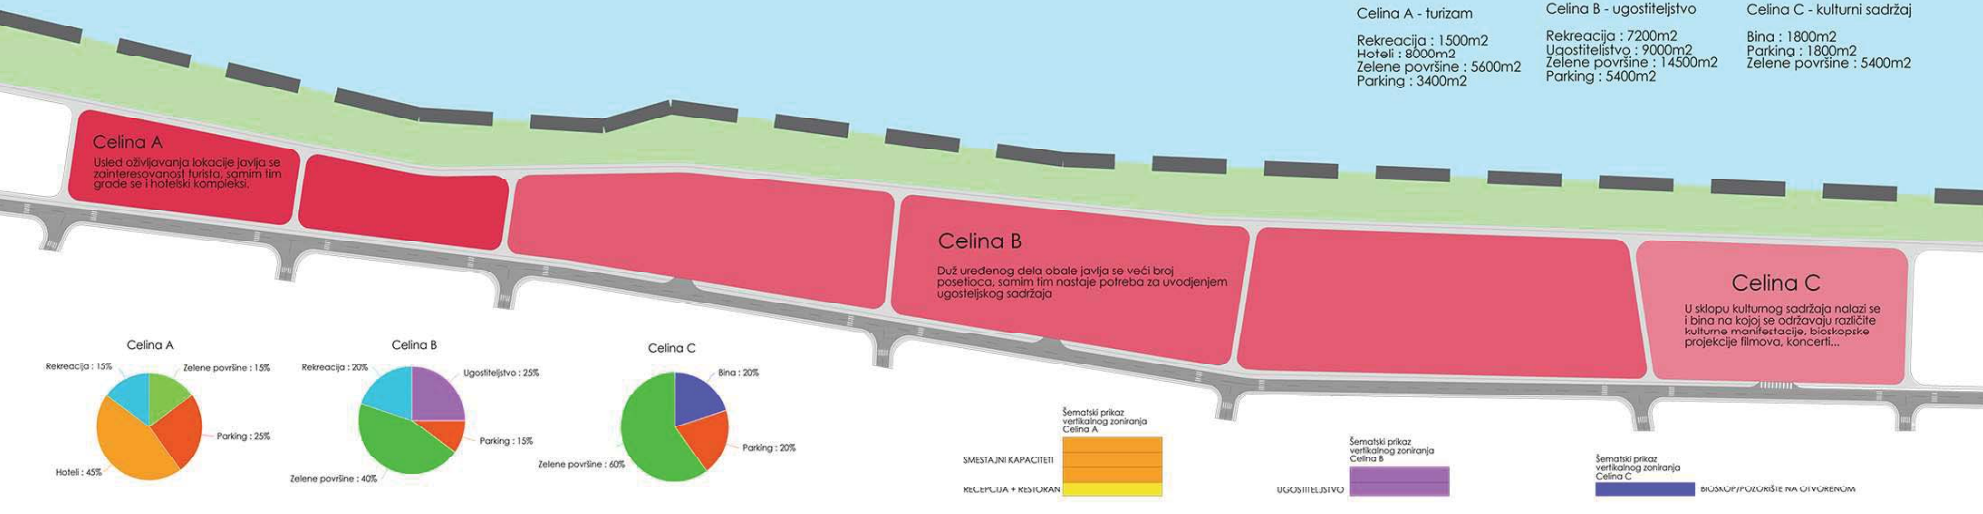 Celina A - turizam
Rekreacija : 1500m2
Hoteli : 8000m2
Zelene površine : 5600m2
Parking : 3400m2
Celina B - ugostiteljstvo
Rekreacija : 7200m2
Ugostiteljstvo : 9000m2
Zelene površine : 14500m2
Parking : 5400m2
Celina C - kulturni sadržaj
Bina : 1800m2
Parking : 1800m2
Zelene površine : 5400m2
Celina A
Usled oživljavanja lokacije javlja se
zainteresovanost turista, samim tim
grade se i hotelski kompleksi.
Celina B
Duž uređenog dela obale javlja se veći broj
posetioca, samim tim nastaje potreba za uvodjenjem
ugosteljskog sadržaja
Celina C
U sklopu kulturnog sadržaja nalazi se
i bina na kojoj se održavaju različite
kulturne manifestacije, bioskopske
projekcije filmova, koncerti...
Celina A
Rekreacija : 15%
Zelene površine : 15%
Parking : 25%
Hoteli : 45%
Celina B
Rekreacija : 20%
Ugostiteljstvo : 25%
Parking : 15%
Zelene površine : 40%
Celina C
Bina : 20%
Parking : 20%
Zelene površine : 60%
Šematski prikaz
vertikalnog zoniranja
Celina A
SMESTAJNI KAPACITETI
RECEPCIJA + RESTORAN
Šematski prikaz
vertikalnog zoniranja
Celina B
UGOSTITELJSTVO
Šematski prikaz
vertikalnog zoniranja
Celina C
BIOSKOP/POZORIŠTE NA OTVORENOM